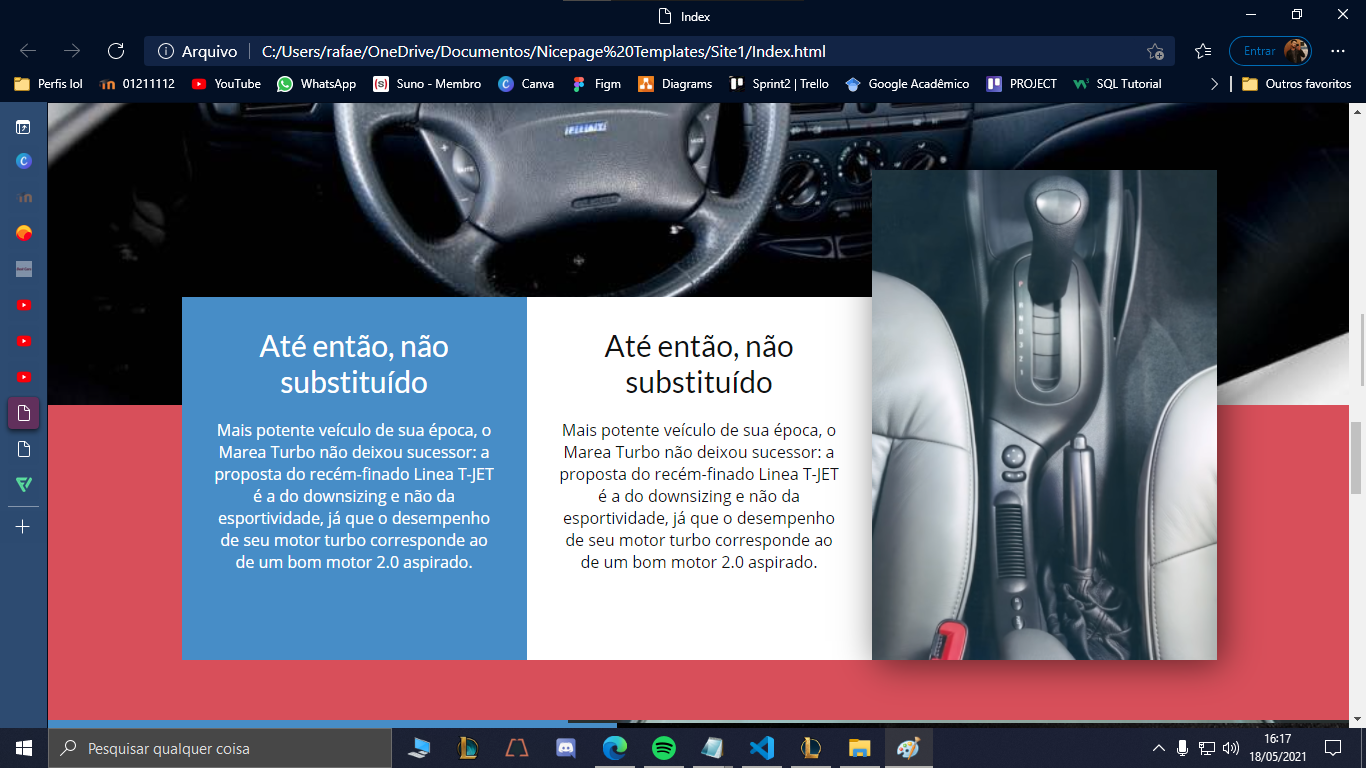 Index
Arquivo
C:/Users/rafae/OneDrive/Documentos/Nicepage%20Templates/Site1/Index.html
Entrar
Perfis lol
01211112
YouTube
WhatsApp
Suno - Membro
Canva
Figm
Diagrams
Sprint2 | Trello
Google Acadêmico
PROJECT
SQL Tutorial
Outros favoritos
FIAT
MUTE
MODE
Até então, não
substituído
Mais potente veículo de sua época, o
Marea Turbo não deixou sucessor: a
proposta do recém-finado Linea T-JET
é a do downsizing e não da
esportividade, já que o desempenho
de seu motor turbo corresponde ao
de um bom motor 2.0 aspirado.
Até então, não
substituído
Mais potente veículo de sua época, o
Marea Turbo não deixou sucessor: a
proposta do recém-finado Linea T-JET
é a do downsizing e não da
esportividade, já que o desempenho
de seu motor turbo corresponde ao
de um bom motor 2.0 aspirado.
Pesquisar qualquer coisa
16:17
18/05/2021